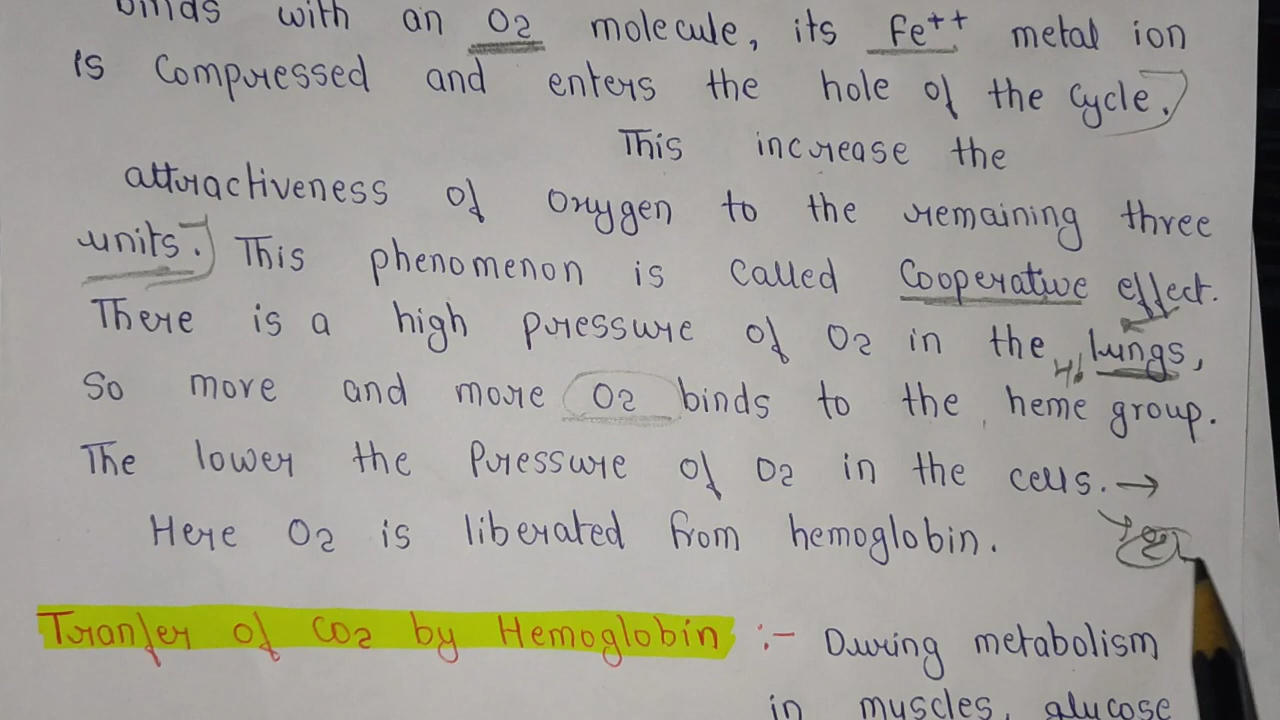 binds with an O2 molecule, its Fe++ metal ion
is Compressed and enters the hole of the Cycle.
This increase the
attractiveness of Oxygen to the remaining three
units. This phenomenon is called Cooperative effect.
There is a high pressure of O2 in the lungs,
Hb
So more and more O2 binds to the heme group.
The lower the Pressure of O2 in the cells. →
Here O2 is liberated from hemoglobin.
Tranfer of CO2 by Hemoglobin :- During metabolism
in muscles, glucose